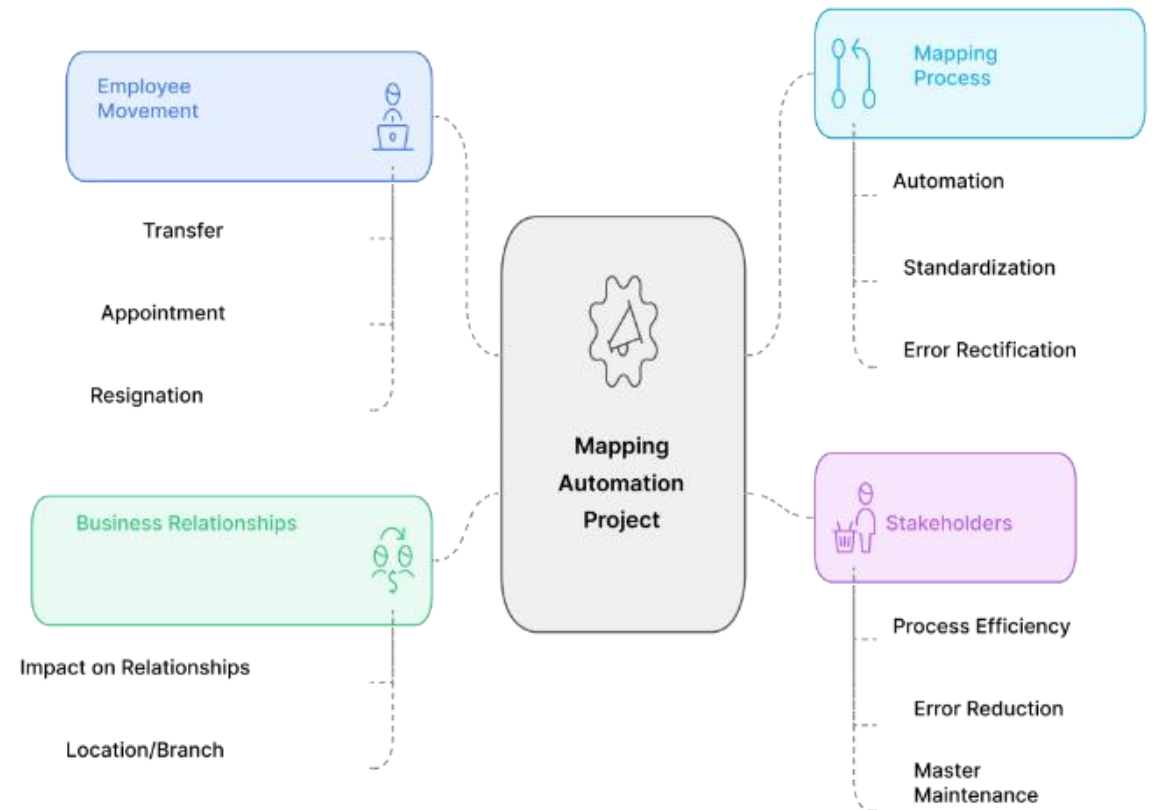 Employee
Movement
Transfer
Appointment
Resignation
Business Relationships
Impact on Relationships
Location/Branch
Mapping
Automation
Project
Mapping
Process
Automation
Standardization
Error Rectification
Stakeholders
Process Efficiency
Error Reduction
Master
Maintenance